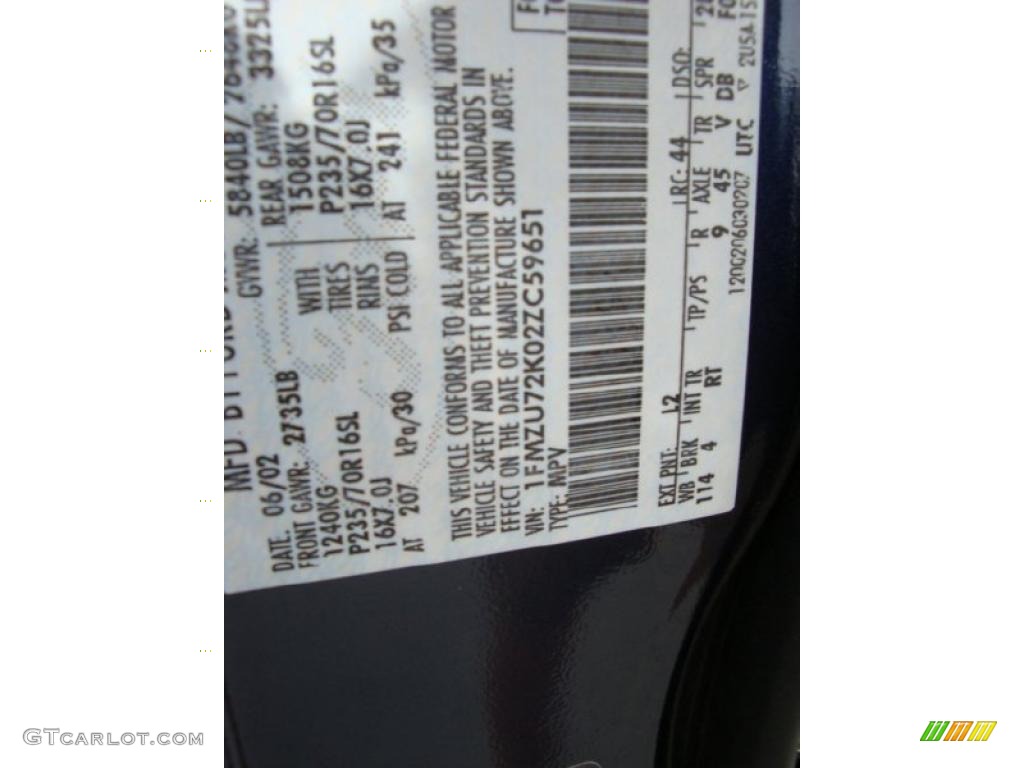 MFD. BY FORD
DATE: 06/02 GVWR: 5840LB/
FRONT GAWR: 2735LB REAR GAWR: 3325L
1240KG WITH 1508KG
P235/70R16SL TIRES P235/70R16SL
16X7.0J RIMS 16X7.0J
AT 207 kPa/30 PSI COLD AT 241 kPa/35
THIS VEHICLE CONFORMS TO ALL APPLICABLE FEDERAL MOTOR
VEHICLE SAFETY AND THEFT PREVENTION STANDARDS IN
EFFECT ON THE DATE OF MANUFACTURE SHOWN ABOVE.
VIN: 1FMZU72K02ZC59651
TYPE: MPV
EXT PNT: L2 RC: 44 DSO:
WB BRK INT TR TP/PS R AXLE TR SPR
114 4 RT 9 45 V DB
1200206030207 UTC
GTcarlot.com